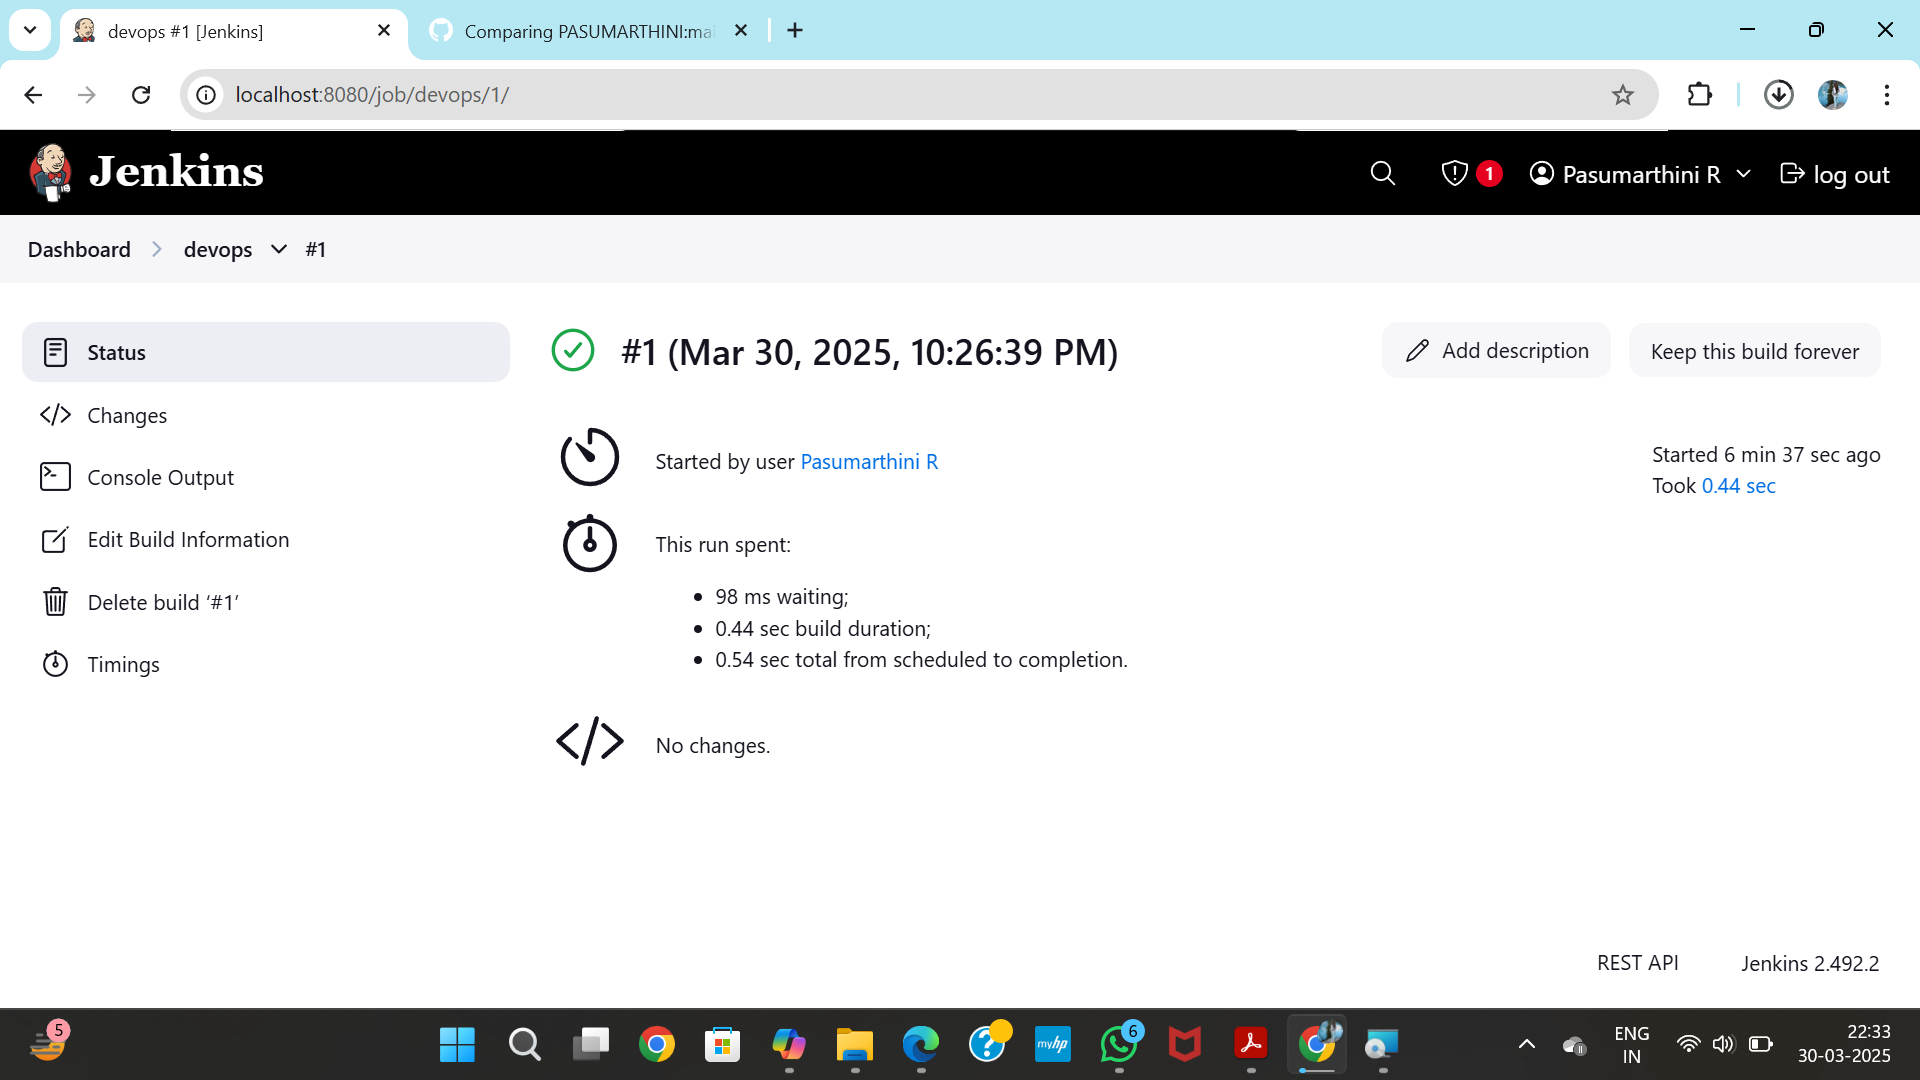 devops #1 [Jenkins]
Comparing PASUMARTHINI:mai
localhost:8080/job/devops/1/
Jenkins
1
Pasumarthini R
log out
Dashboard
devops
#1
Status
Changes
Console Output
Edit Build Information
Delete build ‘#1’
Timings
#1 (Mar 30, 2025, 10:26:39 PM)
Add description
Keep this build forever
Started by user Pasumarthini R
Started 6 min 37 sec ago
Took 0.44 sec
This run spent:
98 ms waiting;
0.44 sec build duration;
0.54 sec total from scheduled to completion.
No changes.
REST API
Jenkins 2.492.2
5
myhp
6
ENG
IN
22:33
30-03-2025